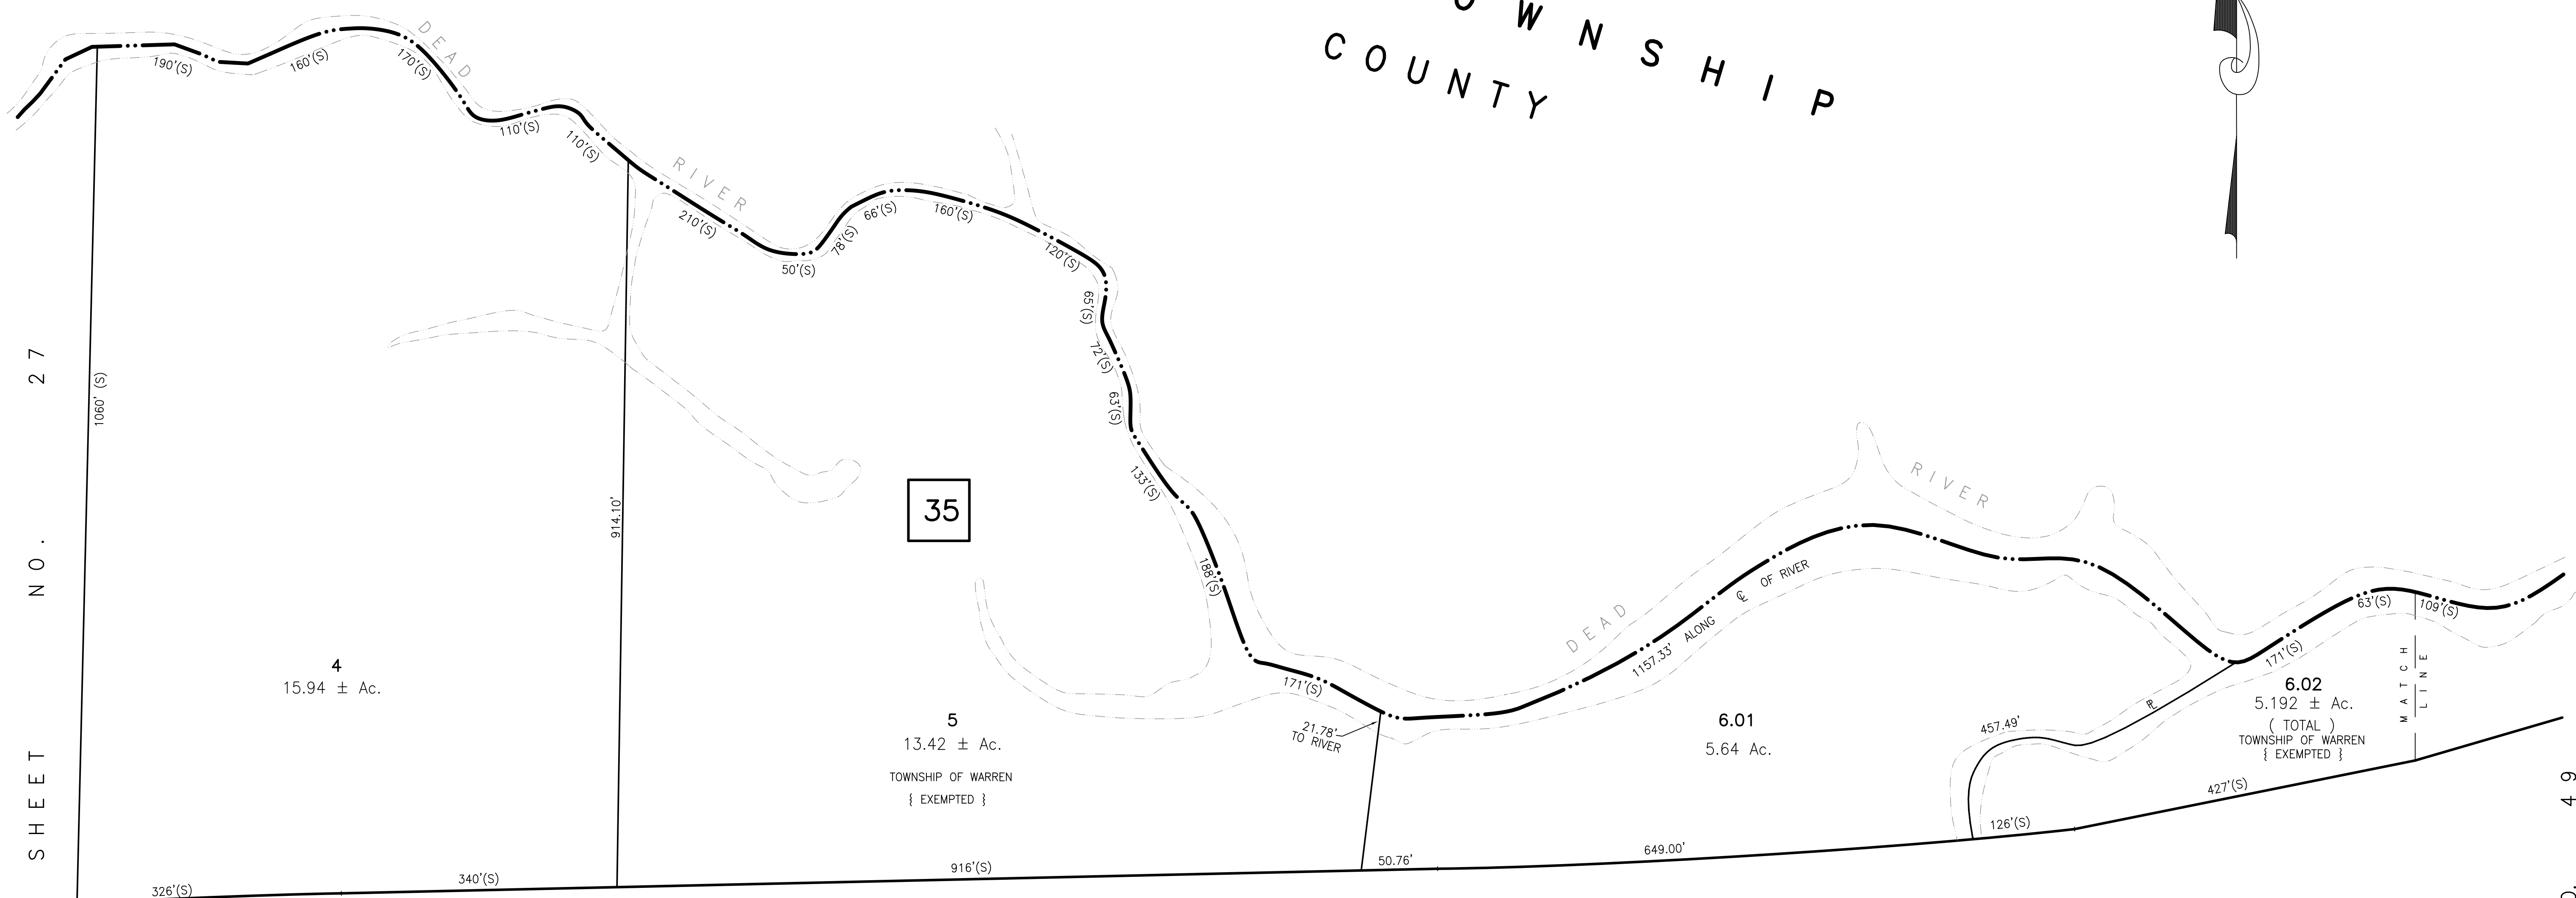 OWNSHIP
COUNTY
DEAD
RIVER
190'(S)
160'(S)
170'(S)
110'(S)
110'(S)
210'(S)
50'(S)
78'(S)
66'(S)
160'(S)
120'(S)
65'(S)
72'(S)
63'(S)
133'(S)
188'(S)
171'(S)
SHEET NO. 27
1060' (S)
914.10'
35
4
15.94 ± Ac.
5
13.42 ± Ac.
TOWNSHIP OF WARREN
{ EXEMPTED }
21.78'
TO RIVER
DEAD
RIVER
1157.33' ALONG ℄ OF RIVER
6.01
5.64 Ac.
457.49'
℄
171'(S)
63'(S)
109'(S)
6.02
5.192 ± Ac.
( TOTAL )
TOWNSHIP OF WARREN
{ EXEMPTED }
MATCH
LINE
326'(S)
340'(S)
916'(S)
50.76'
649.00'
126'(S)
427'(S)
49